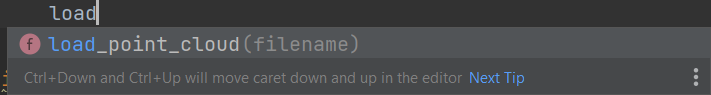 load
f load_point_cloud(filename)
Ctrl+Down and Ctrl+Up will move caret down and up in the editor Next Tip